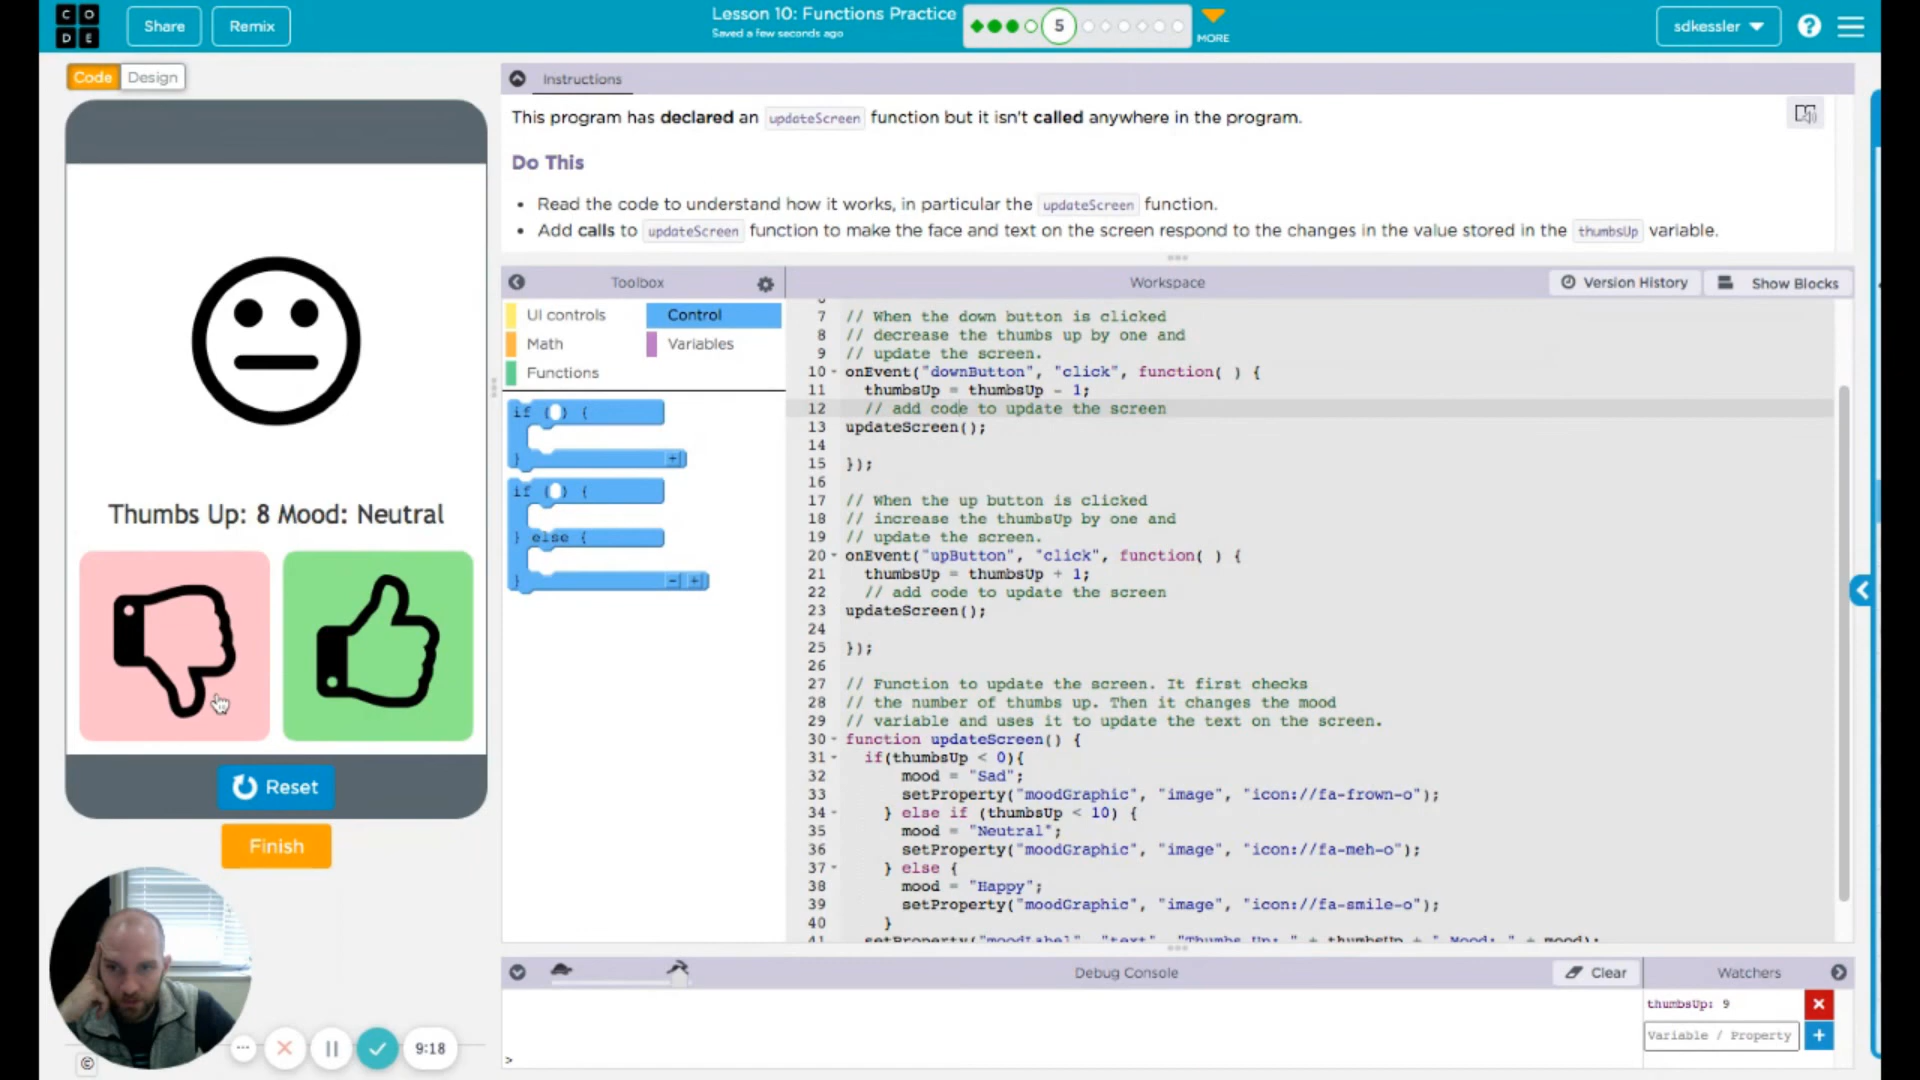 C O
D E
Share
Remix
Lesson 10: Functions Practice
Saved a few seconds ago
5
MORE
sdkessler
?
Code
Design
Instructions
This program has declared an updateScreen function but it isn't called anywhere in the program.
Do This
• Read the code to understand how it works, in particular the updateScreen function.
• Add calls to updateScreen function to make the face and text on the screen respond to the changes in the value stored in the thumbsUp variable.
Toolbox
Workspace
Version History
Show Blocks
UI controls
Control
Math
Variables
Functions
if ( ) {
}
if ( ) {
} else {
}
7 // When the down button is clicked
8 // decrease the thumbs up by one and
9 // update the screen.
10 onEvent("downButton", "click", function( ) {
11 thumbsUp = thumbsUp - 1;
12 // add code to update the screen
13 updateScreen();
14
15 });
16
17 // When the up button is clicked
18 // increase the thumbsUp by one and
19 // update the screen.
20 onEvent("upButton", "click", function( ) {
21 thumbsUp = thumbsUp + 1;
22 // add code to update the screen
23 updateScreen();
24
25 });
26
27 // Function to update the screen. It first checks
28 // the number of thumbs up. Then it changes the mood
29 // variable and uses it to update the text on the screen.
30 function updateScreen() {
31 if(thumbsUp < 0){
32 mood = "Sad";
33 setProperty("moodGraphic", "image", "icon://fa-frown-o");
34 } else if (thumbsUp < 10) {
35 mood = "Neutral";
36 setProperty("moodGraphic", "image", "icon://fa-meh-o");
37 } else {
38 mood = "Happy";
39 setProperty("moodGraphic", "image", "icon://fa-smile-o");
40 }
41 setProperty("moodLabel", "text", "Thumbs Up: " + thumbsUp + " Mood: " + mood);
Thumbs Up: 8 Mood: Neutral
Reset
Finish
9:18
©
Debug Console
Clear
Watchers
thumbsUp: 9
Variable / Property
>